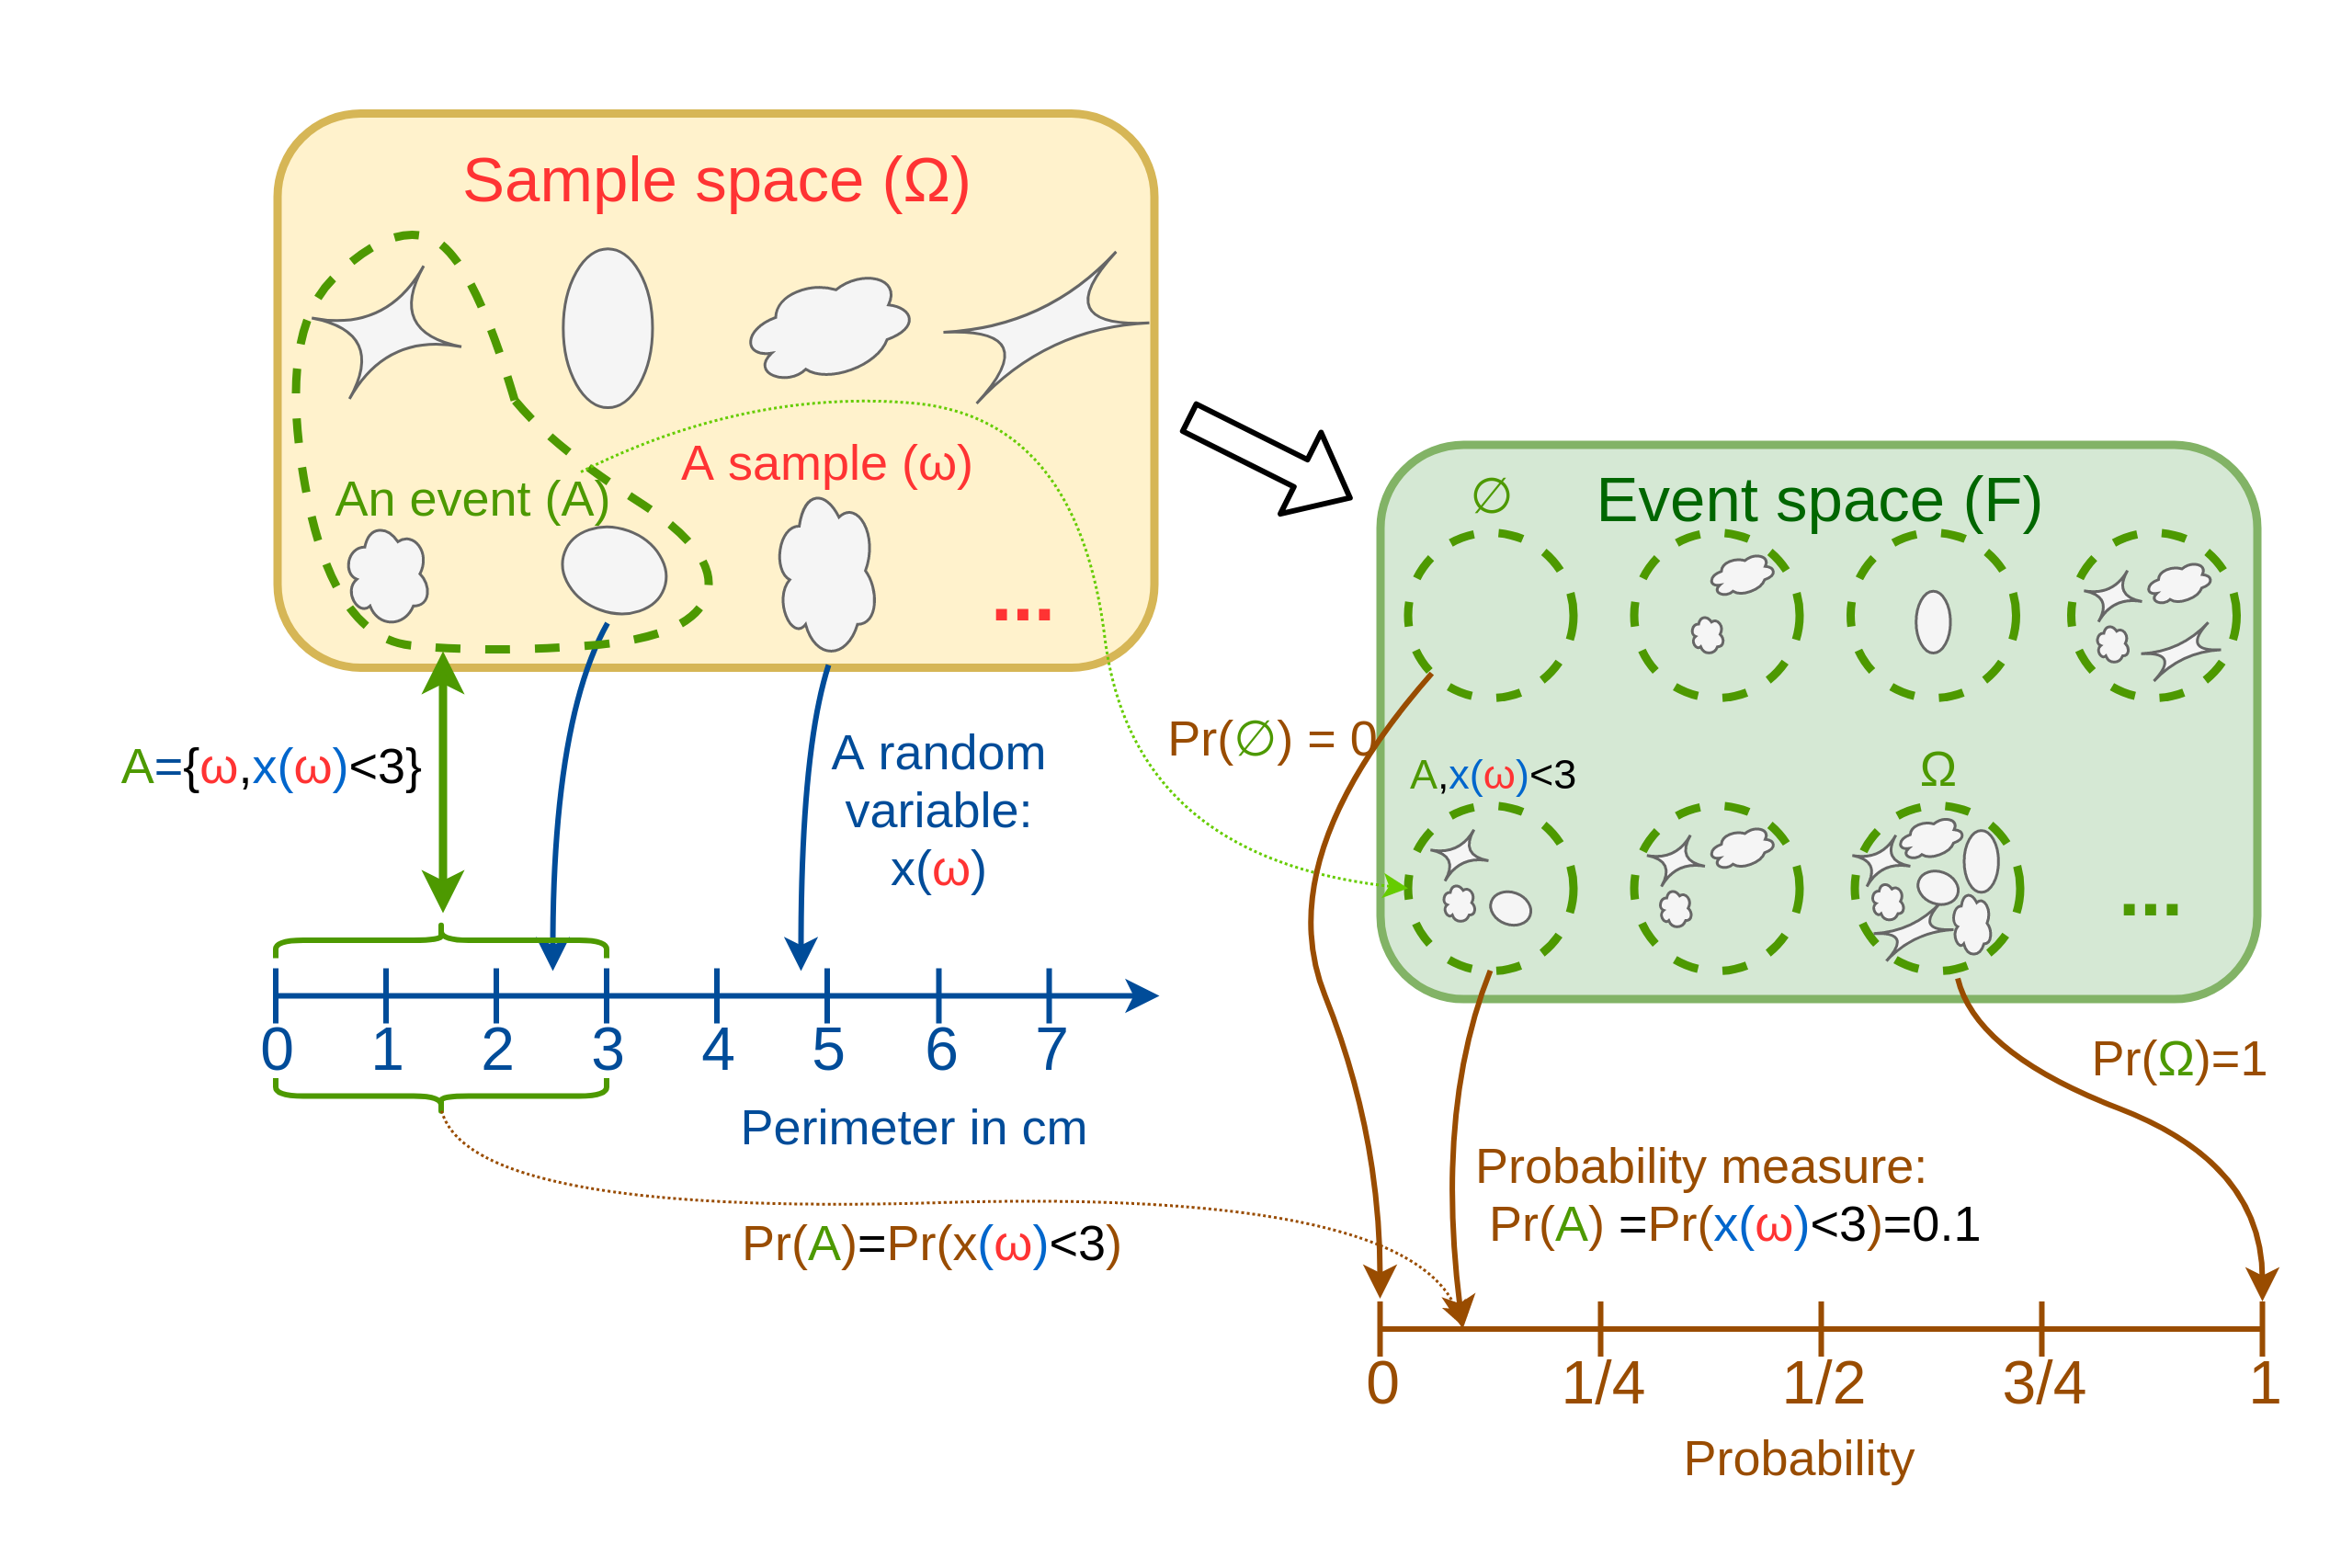 Sample space (Ω)
A sample (ω)
An event (A)
...
A={ω,x(ω)<3}
A random
variable:
x(ω)
0 1 2 3 4 5 6 7
Perimeter in cm
Pr(A)=Pr(x(ω)<3)
∅ Event space (F)
Pr(∅) = 0
A,x(ω)<3
Ω
...
Pr(Ω)=1
Probability measure:
Pr(A) =Pr(x(ω)<3)=0.1
0 1/4 1/2 3/4 1
Probability